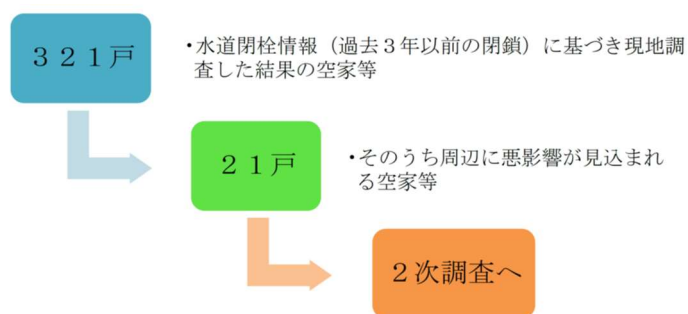 ３２１戸
・水道閉栓情報（過去３年以前の閉鎖）に基づき現地調
査した結果の空家等
２１戸
・そのうち周辺に悪影響が見込まれ
る空家等
２次調査へ